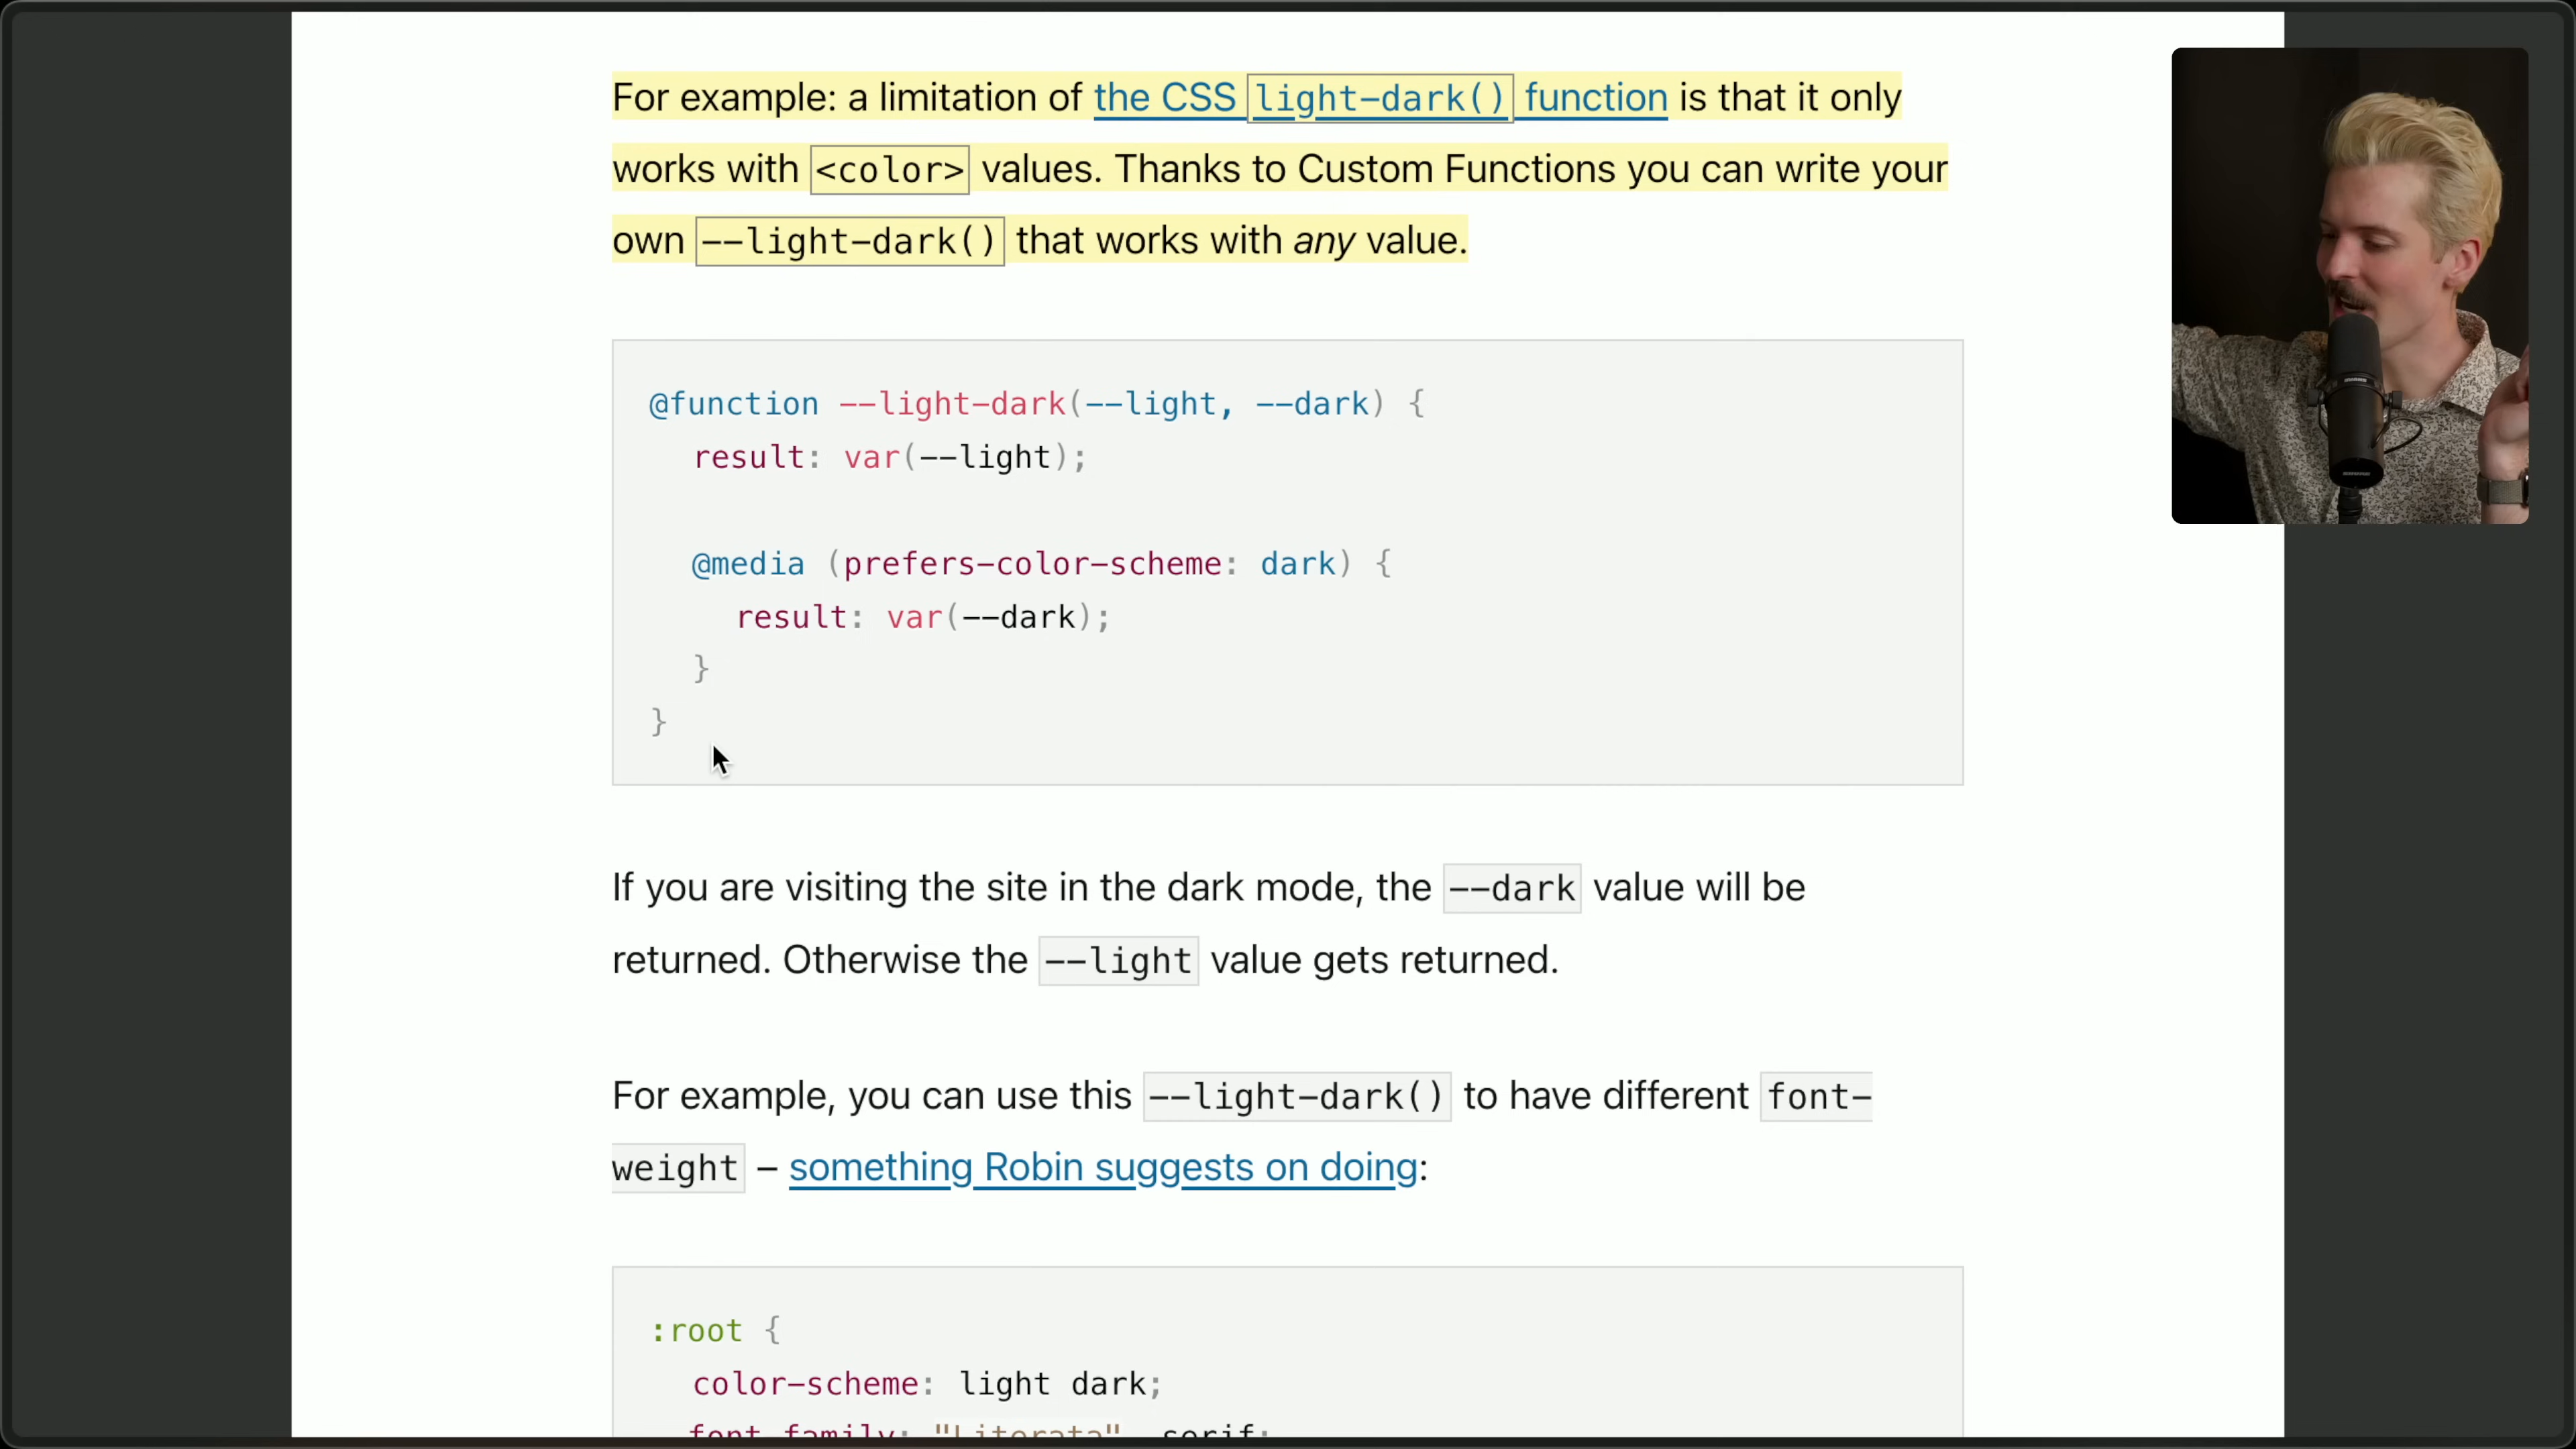 For example: a limitation of the CSS light-dark() function is that it only
works with <color> values. Thanks to Custom Functions you can write your
own --light-dark() that works with any value.
@function --light-dark(--light, --dark) {
result: var(--light);
@media (prefers-color-scheme: dark) {
result: var(--dark);
}
}
If you are visiting the site in the dark mode, the --dark value will be
returned. Otherwise the --light value gets returned.
For example, you can use this --light-dark() to have different font-
weight – something Robin suggests on doing:
:root {
color-scheme: light dark;
font-family: "Literata", serif;